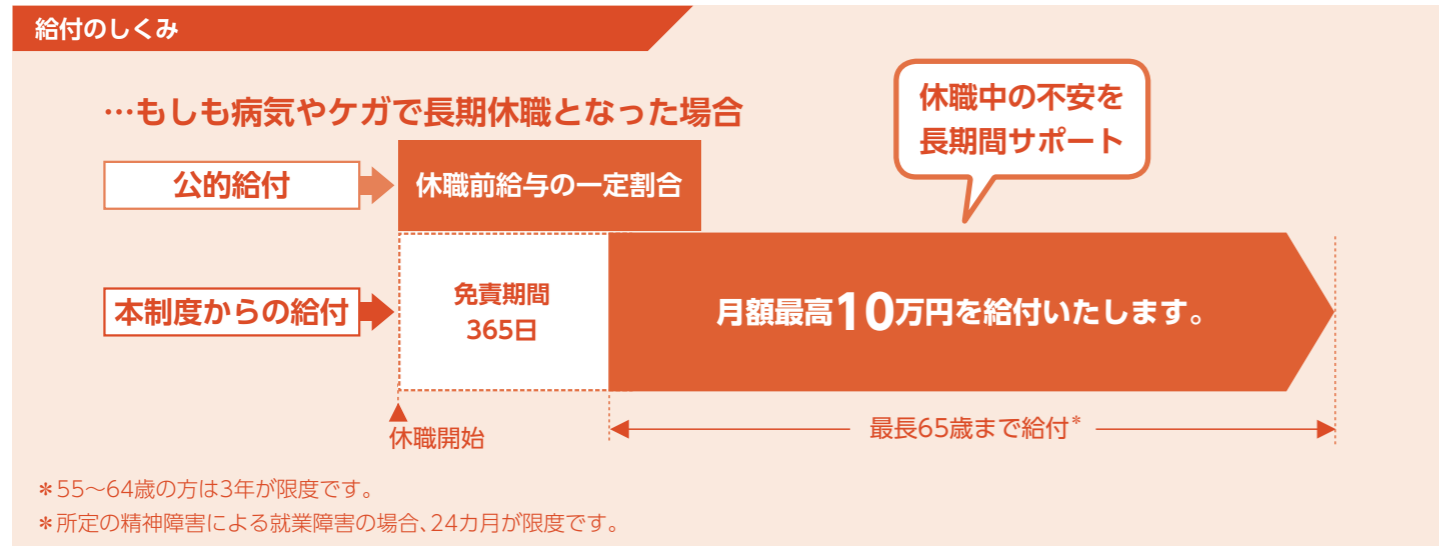 給付のしくみ
…もしも病気やケガで長期休職となった場合
休職中の不安を
長期間サポート
公的給付
休職前給与の一定割合
本制度からの給付
免責期間
365日
月額最高10万円を給付いたします。
休職開始
最長65歳まで給付*
*55〜64歳の方は3年が限度です。
*所定の精神障害による就業障害の場合、24カ月が限度です。